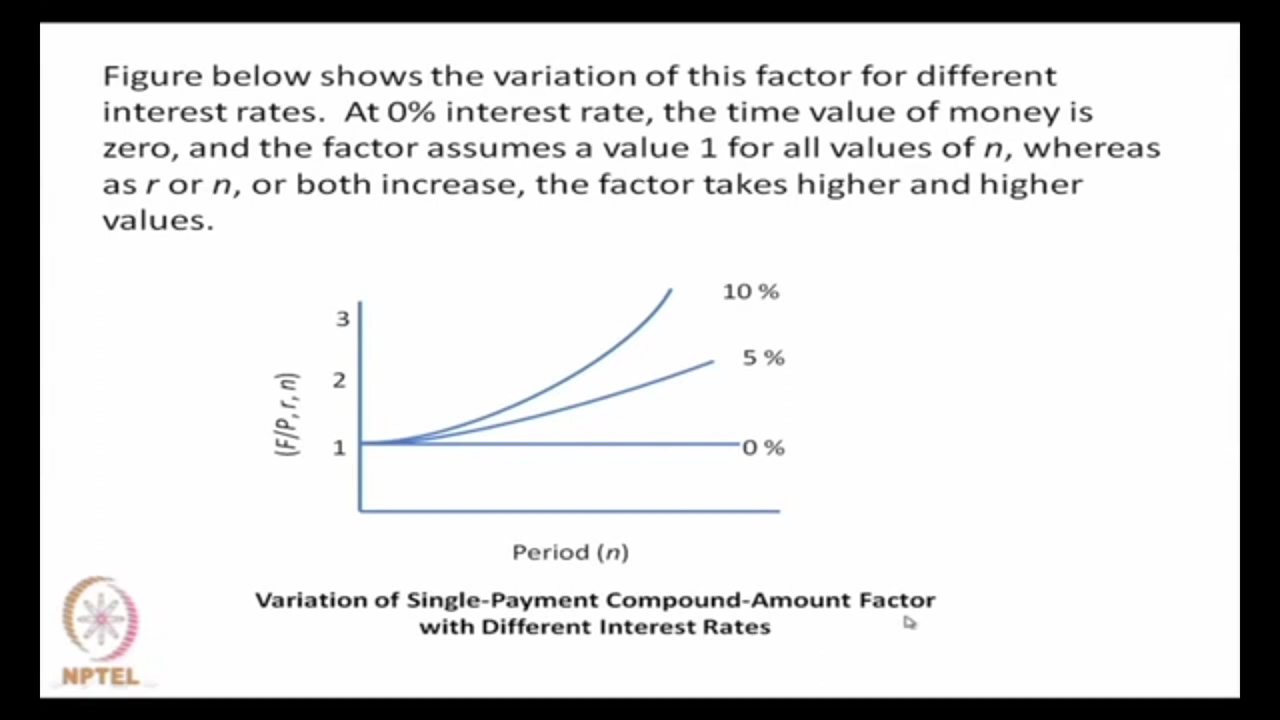 Figure below shows the variation of this factor for different
interest rates.  At 0% interest rate, the time value of money is
zero, and the factor assumes a value 1 for all values of n, whereas
as r or n, or both increase, the factor takes higher and higher
values.
10 %
3
5 %
2
(F/P, r, n)
1
0 %
Period (n)
Variation of Single-Payment Compound-Amount Factor
with Different Interest Rates
NPTEL